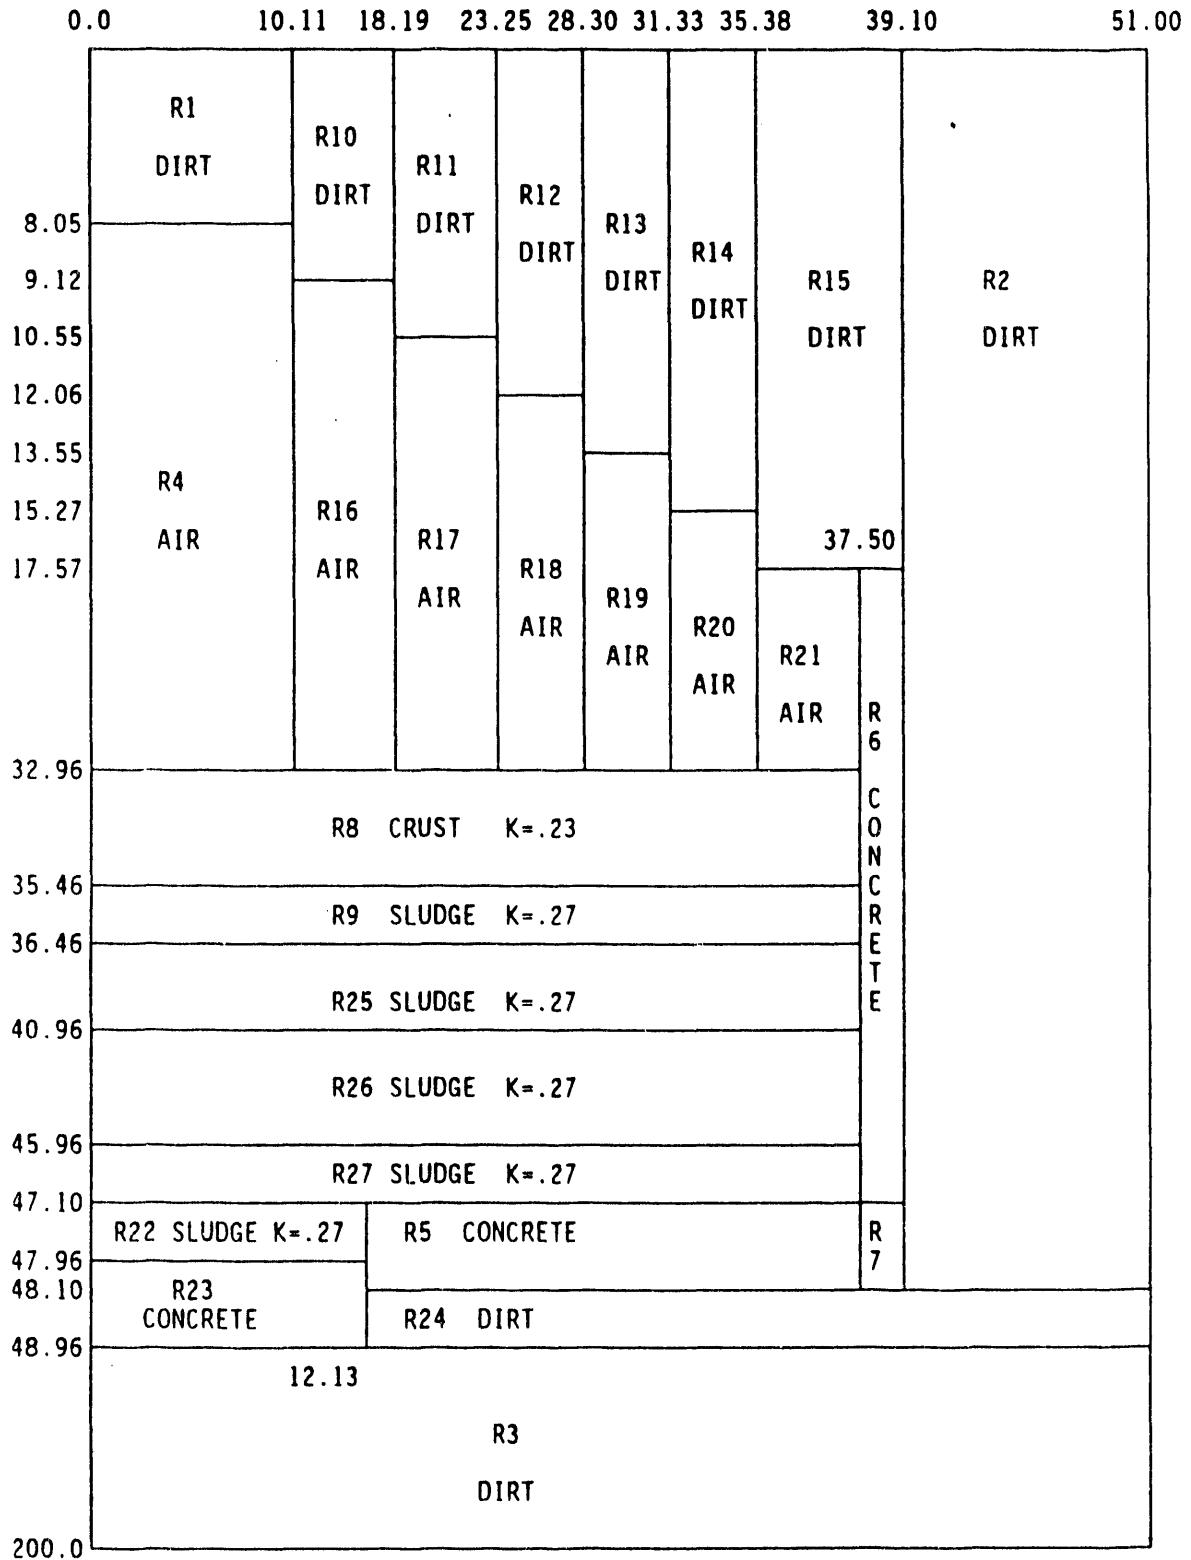 0.0 10.11 18.19 23.25 28.30 31.33 35.38 39.10 51.00
R1
DIRT
R10
DIRT
R11
DIRT
R12
DIRT
R13
DIRT
R14
DIRT
R15
DIRT
R2
DIRT
8.05
9.12
10.55
12.06
13.55
15.27
17.57
37.50
R4
AIR
R16
AIR
R17
AIR
R18
AIR
R19
AIR
R20
AIR
R21
AIR
R6 CONCRETE
32.96
R8 CRUST K=.23
35.46
R9 SLUDGE K=.27
36.46
R25 SLUDGE K=.27
40.96
R26 SLUDGE K=.27
45.96
R27 SLUDGE K=.27
47.10
R22 SLUDGE K=.27
R5 CONCRETE
R7
47.96
48.10
R23
CONCRETE
R24 DIRT
48.96
12.13
R3
DIRT
200.0